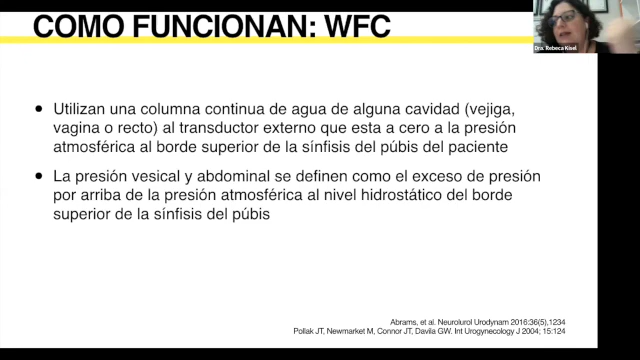 COMO FUNCIONAN: WFC
Dra. Rebeca Kisel
• Utilizan una columna continua de agua de alguna cavidad (vejiga,
vagina o recto) al transductor externo que esta a cero a la presión
atmosférica al borde superior de la sínfisis del púbis del paciente
• La presión vesical y abdominal se definen como el exceso de presión
por arriba de la presión atmosférica al nivel hidrostático del borde
superior de la sínfisis del púbis
Abrams, et al. Neurolurol Urodynam 2016:36(5),1234
Pollak JT, Newmarket M, Connor JT, Davila GW. Int Urogynecology J 2004; 15:124